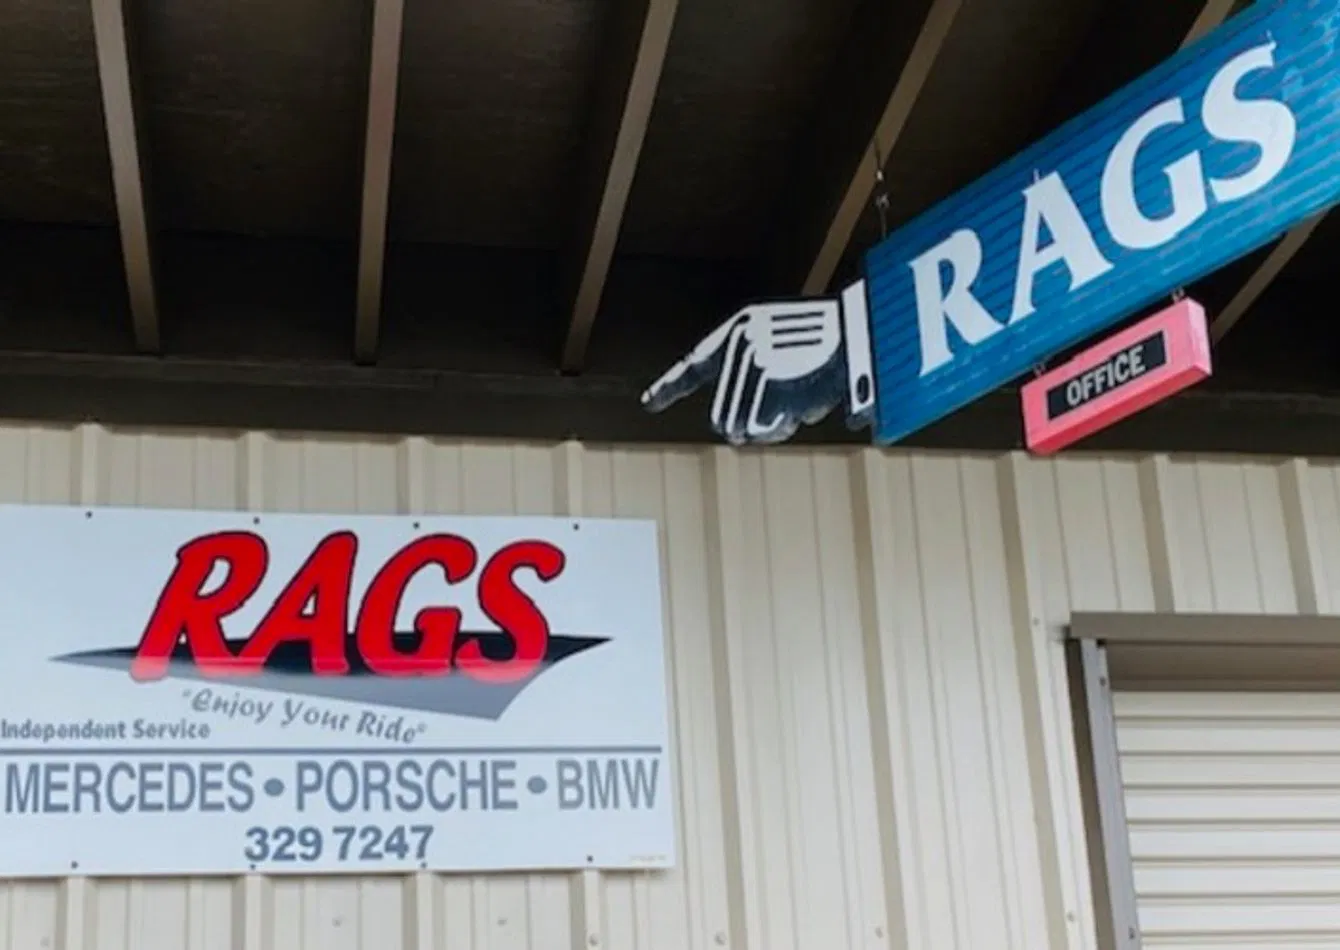 RAGS
OFFICE
RAGS
"Enjoy Your Ride"
Independent Service
MERCEDES • PORSCHE • BMW
329 7247